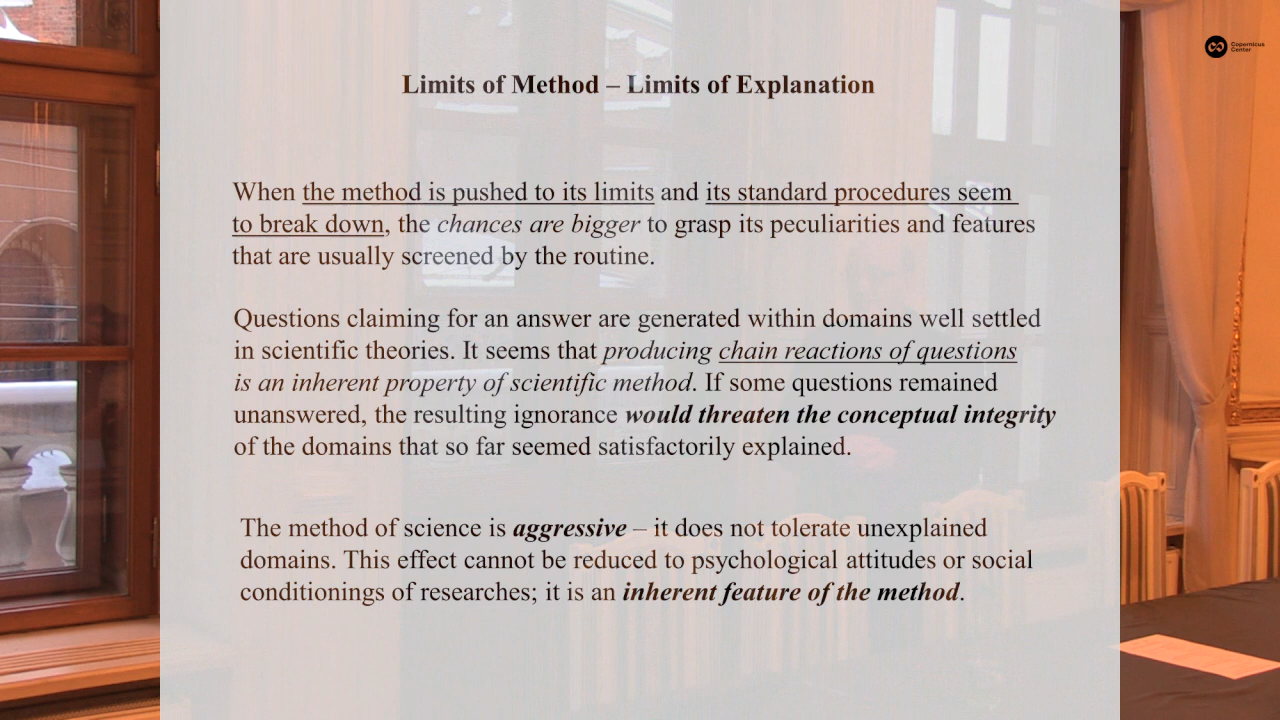 Copernicus
Center
Limits of Method – Limits of Explanation
When the method is pushed to its limits and its standard procedures seem
to break down, the chances are bigger to grasp its peculiarities and features
that are usually screened by the routine.
Questions claiming for an answer are generated within domains well settled
in scientific theories. It seems that producing chain reactions of questions
is an inherent property of scientific method. If some questions remained
unanswered, the resulting ignorance would threaten the conceptual integrity
of the domains that so far seemed satisfactorily explained.
The method of science is aggressive – it does not tolerate unexplained
domains. This effect cannot be reduced to psychological attitudes or social
conditionings of researches; it is an inherent feature of the method.